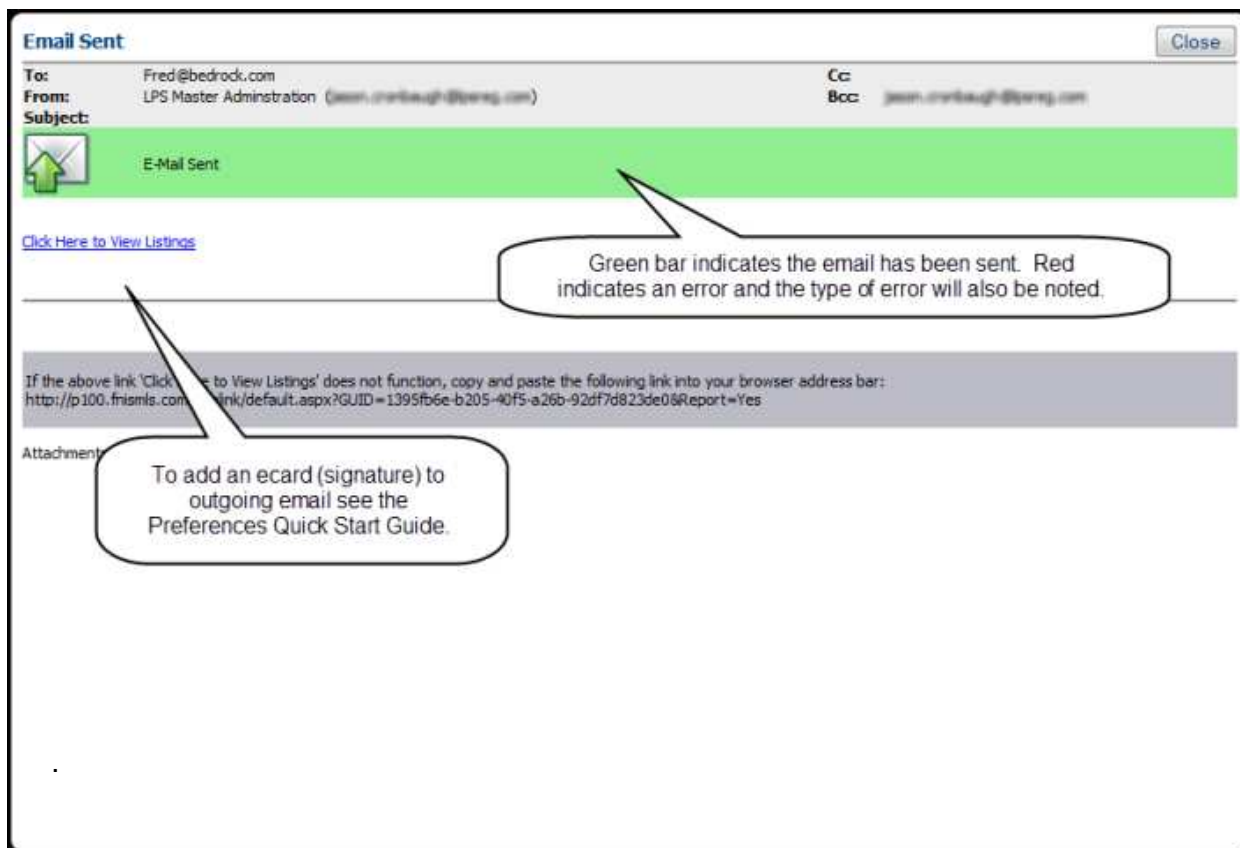 Email Sent
Close
To: Fred@bedrock.com Cc:
From: LPS Master Adminstration Bcc:
Subject:
E-Mail Sent
Click Here to View Listings
Green bar indicates the email has been sent. Red
indicates an error and the type of error will also be noted.
If the above link 'Click to View Listings' does not function, copy and paste the following link into your browser address bar:
http://p100.fnismls.com ink/default.aspx?GUID=1395fb6e-b205-40f5-a26b-92df7d823de0&Report=Yes
Attachment
To add an ecard (signature) to
outgoing email see the
Preferences Quick Start Guide.
.